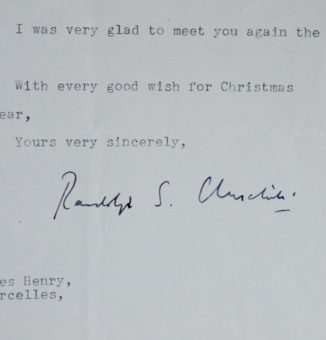 I was very glad to meet you again the
With every good wish for Christmas
ear,
Yours very sincerely,
Randolph S. Churchill.
es Henry,
rcelles,